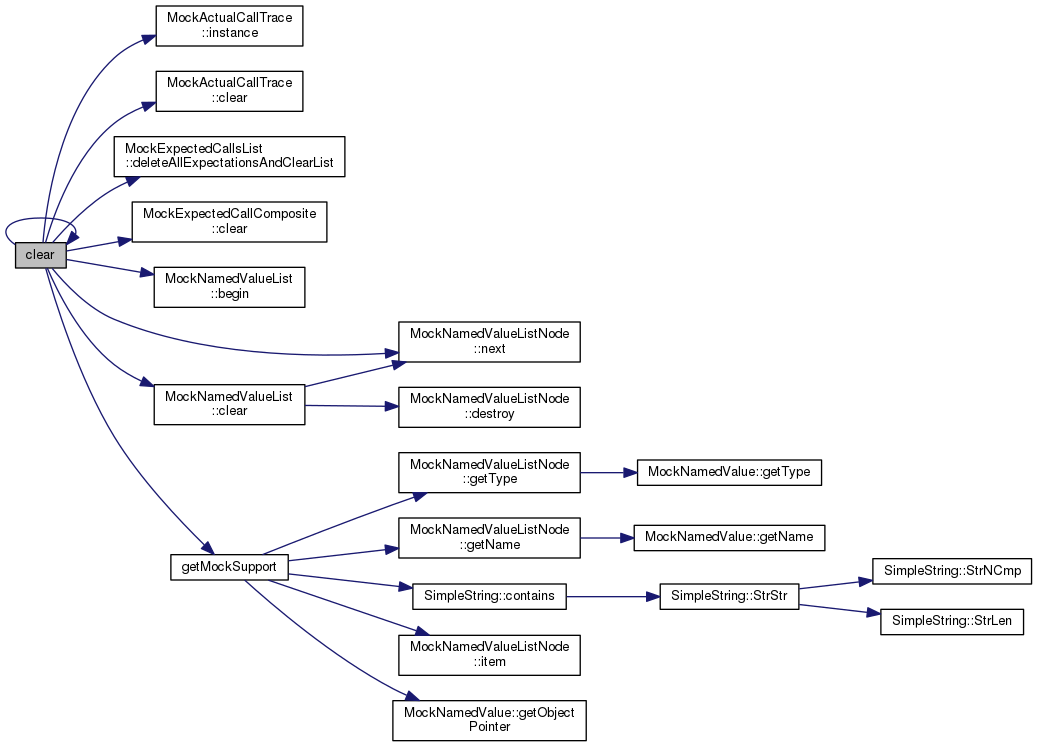 MockActualCallTrace
::instance
MockActualCallTrace
::clear
MockExpectedCallsList
::deleteAllExpectationsAndClearList
MockExpectedCallComposite
::clear
clear
MockNamedValueList
::begin
MockNamedValueListNode
::next
MockNamedValueList
::clear
MockNamedValueListNode
::destroy
MockNamedValueListNode
::getType
MockNamedValue::getType
MockNamedValueListNode
::getName
MockNamedValue::getName
getMockSupport
SimpleString::contains
SimpleString::StrStr
SimpleString::StrNCmp
SimpleString::StrLen
MockNamedValueListNode
::item
MockNamedValue::getObject
Pointer